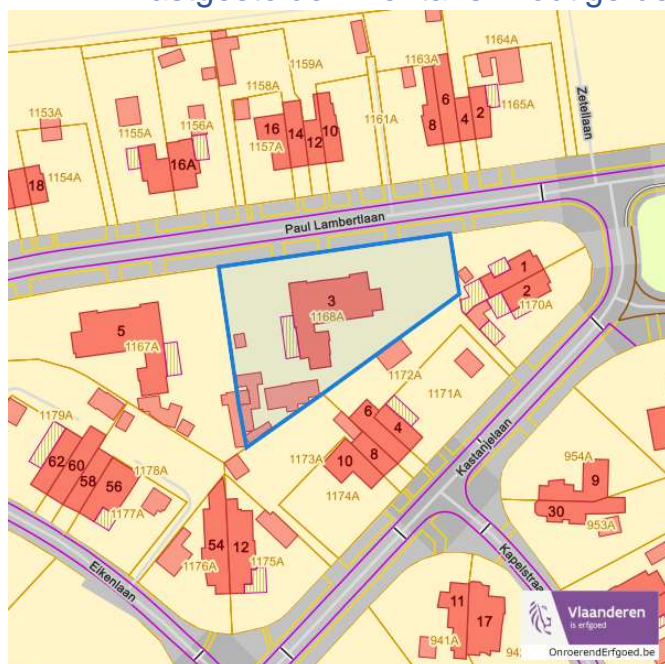 1164A
1163A
1159A
1158A
Zetellaan
1153A
1155A
1156A
1161A
1165A
6
2
16
14
10
8
4
12
1157A
16A
1154A
18
Paul Lambertlaan
1
2
1170A
3
1168A
5
1167A
1172A
1171A
1179A
6
4
Kastanjelaan
62
60
58
56
1178A
1173A
10
8
1174A
954A
9
30
953A
1177A
54
12
1175A
1176A
Eikenlaan
Kapelstraa
11
17
941A
Vlaanderen
is erfgoed
OnroerendErfgoed.be